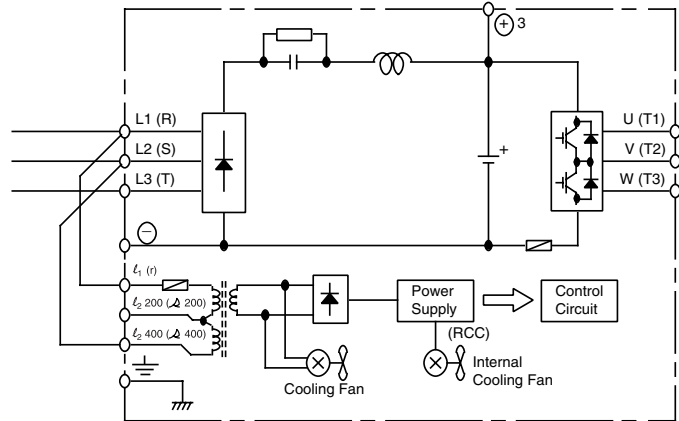 ⊕ 3
L1 (R)
L2 (S)
L3 (T)
U (T1)
V (T2)
W (T3)
+
⊖
ℓ1 (r)
ℓ2 200 (200)
ℓ2 400 (400)
Power
Supply
(RCC)
Control
Circuit
Cooling Fan
Internal
Cooling Fan